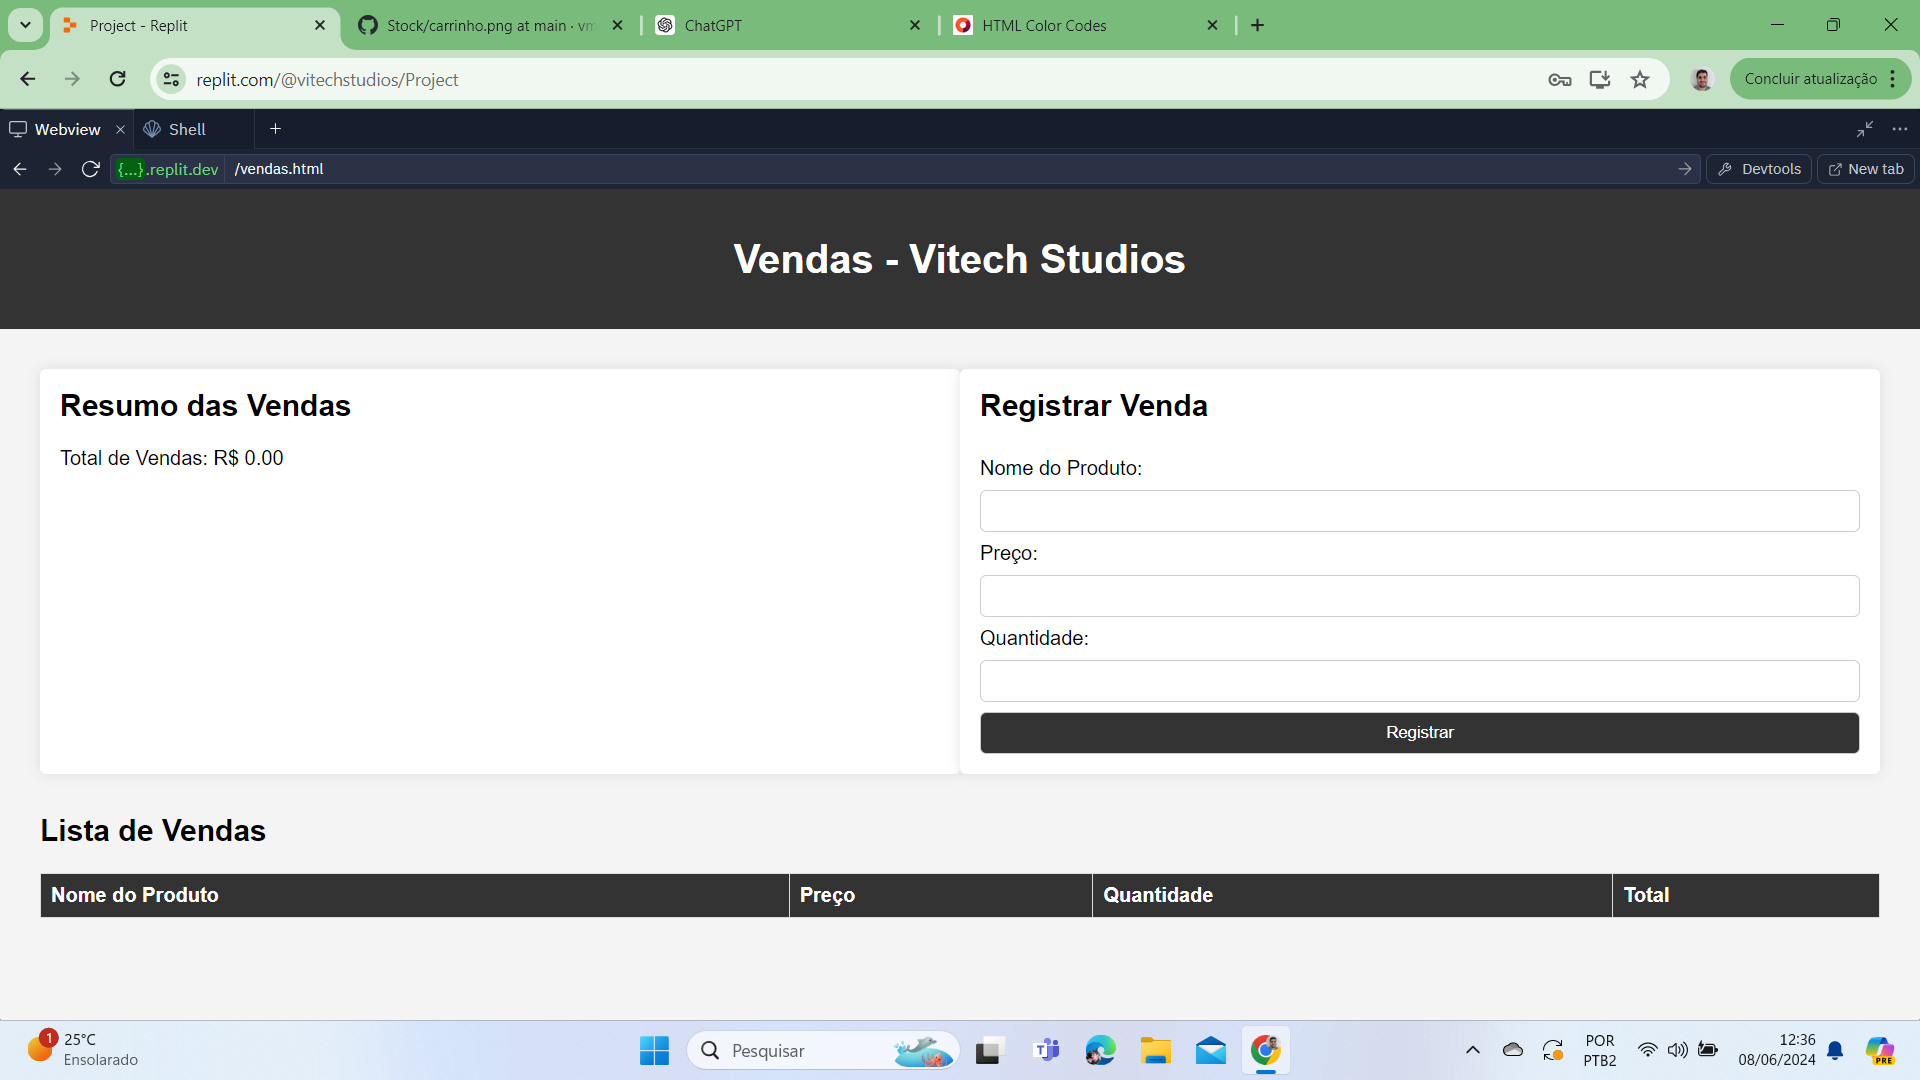 Project - Replit
Stock/carrinho.png at main · vm
ChatGPT
HTML Color Codes
replit.com/@vitechstudios/Project
Concluir atualização
Webview
Shell
{...}.replit.dev
/vendas.html
Devtools
New tab
Vendas - Vitech Studios
Resumo das Vendas
Total de Vendas: R$ 0.00
Registrar Venda
Nome do Produto:
Preço:
Quantidade:
Registrar
Lista de Vendas
Nome do Produto Preço Quantidade Total
1
25°C
Ensolarado
Pesquisar
POR
PTB2
12:36
08/06/2024
PRE